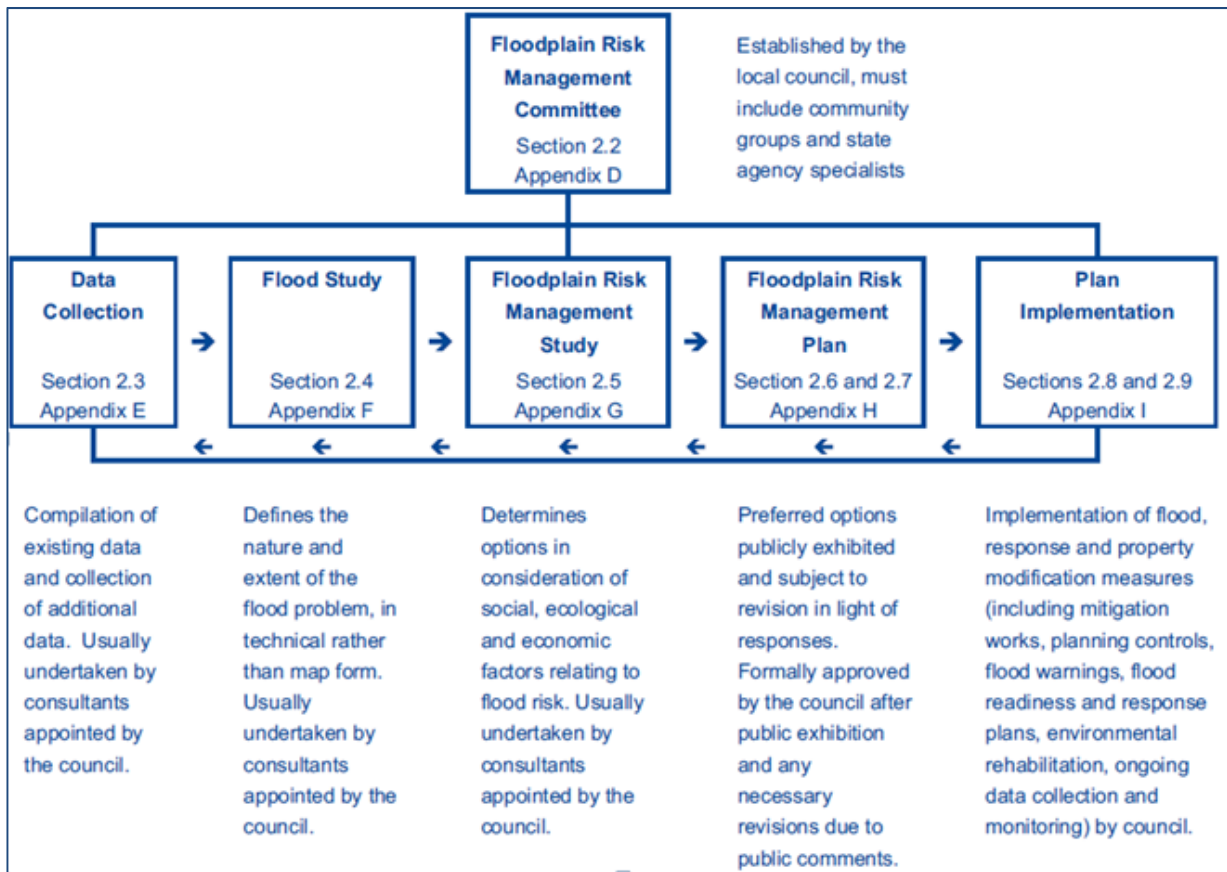 Floodplain Risk
Management
Committee
Section 2.2
Appendix D
Established by the
local council, must
include community
groups and state
agency specialists
Data
Collection
Section 2.3
Appendix E
Flood Study
Section 2.4
Appendix F
Floodplain Risk
Management
Study
Section 2.5
Appendix G
Floodplain Risk
Management
Plan
Section 2.6 and 2.7
Appendix H
Plan
Implementation
Sections 2.8 and 2.9
Appendix I
Compilation of
existing data
and collection
of additional
data. Usually
undertaken by
consultants
appointed by
the council.
Defines the
nature and
extent of the
flood problem, in
technical rather
than map form.
Usually
undertaken by
consultants
appointed by the
council.
Determines
options in
consideration of
social, ecological
and economic
factors relating to
flood risk. Usually
undertaken by
consultants
appointed by the
council.
Preferred options
publicly exhibited
and subject to
revision in light of
responses.
Formally approved
by the council after
public exhibition
and any
necessary
revisions due to
public comments.
Implementation of flood,
response and property
modification measures
(including mitigation
works, planning controls,
flood warnings, flood
readiness and response
plans, environmental
rehabilitation, ongoing
data collection and
monitoring) by council.